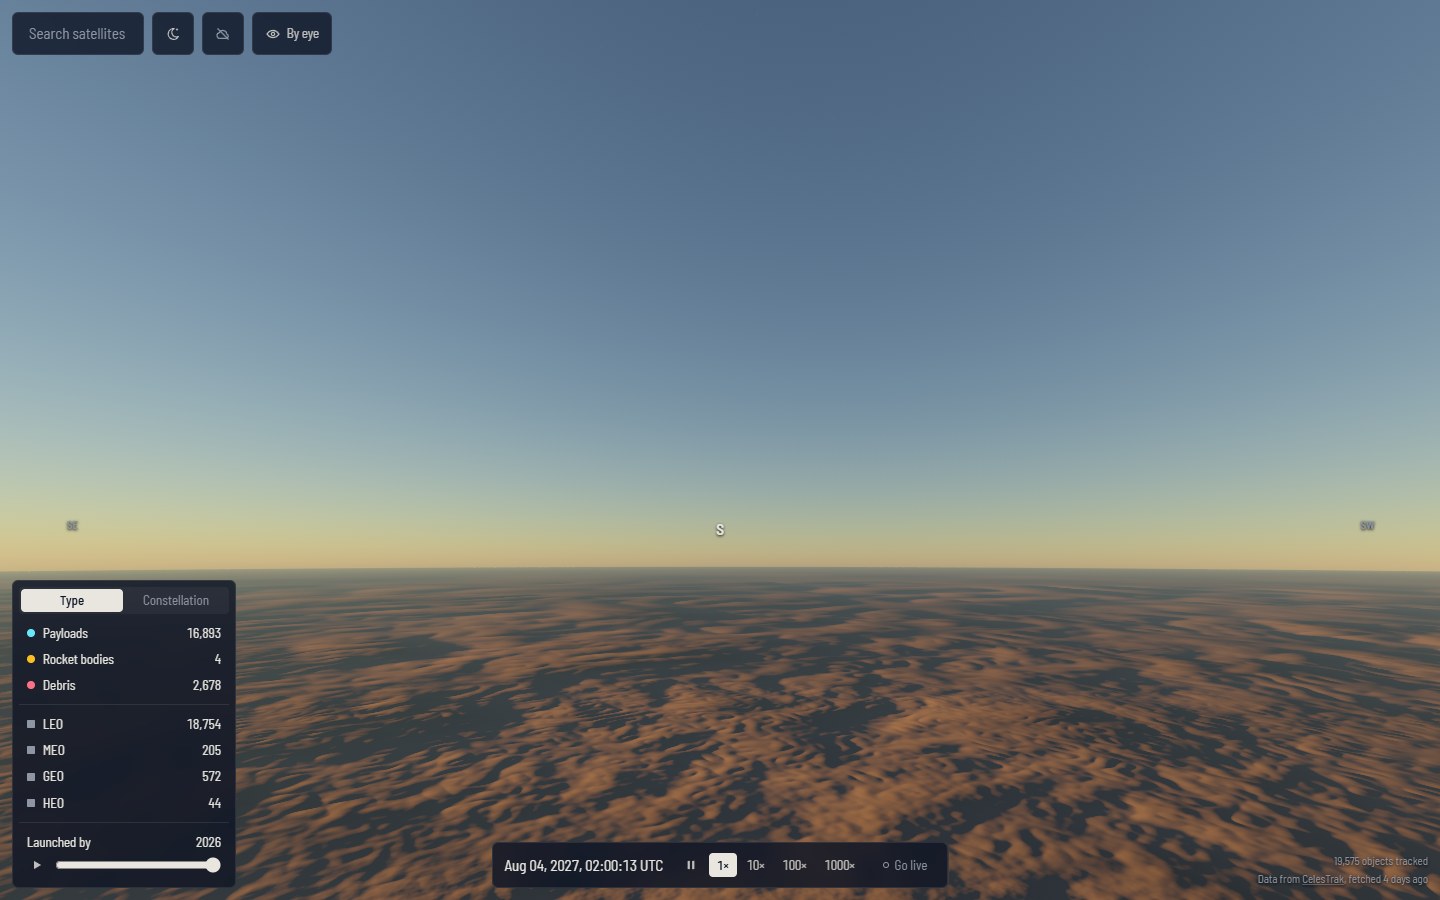 Search satellites
By eye
SE
S
SW
Type Constellation
Payloads 16,893
Rocket bodies 4
Debris 2,678
LEO 18,754
MEO 205
GEO 572
HEO 44
Launched by 2026
Aug 04, 2027, 02:00:13 UTC 1× 10× 100× 1000× Go live
19,575 objects tracked
Data from CelesTrak, fetched 4 days ago